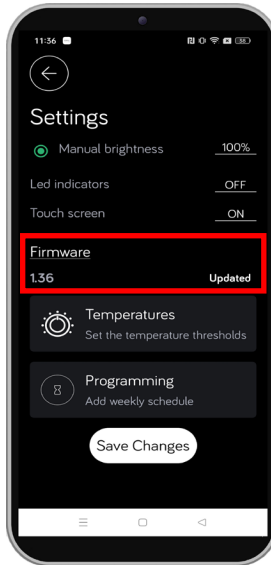 11:36
36
Settings
Manual brightness 100%
Led indicators OFF
Touch screen ON
Firmware
1.36 Updated
Temperatures
Set the temperature thresholds
Programming
Add weekly schedule
Save Changes